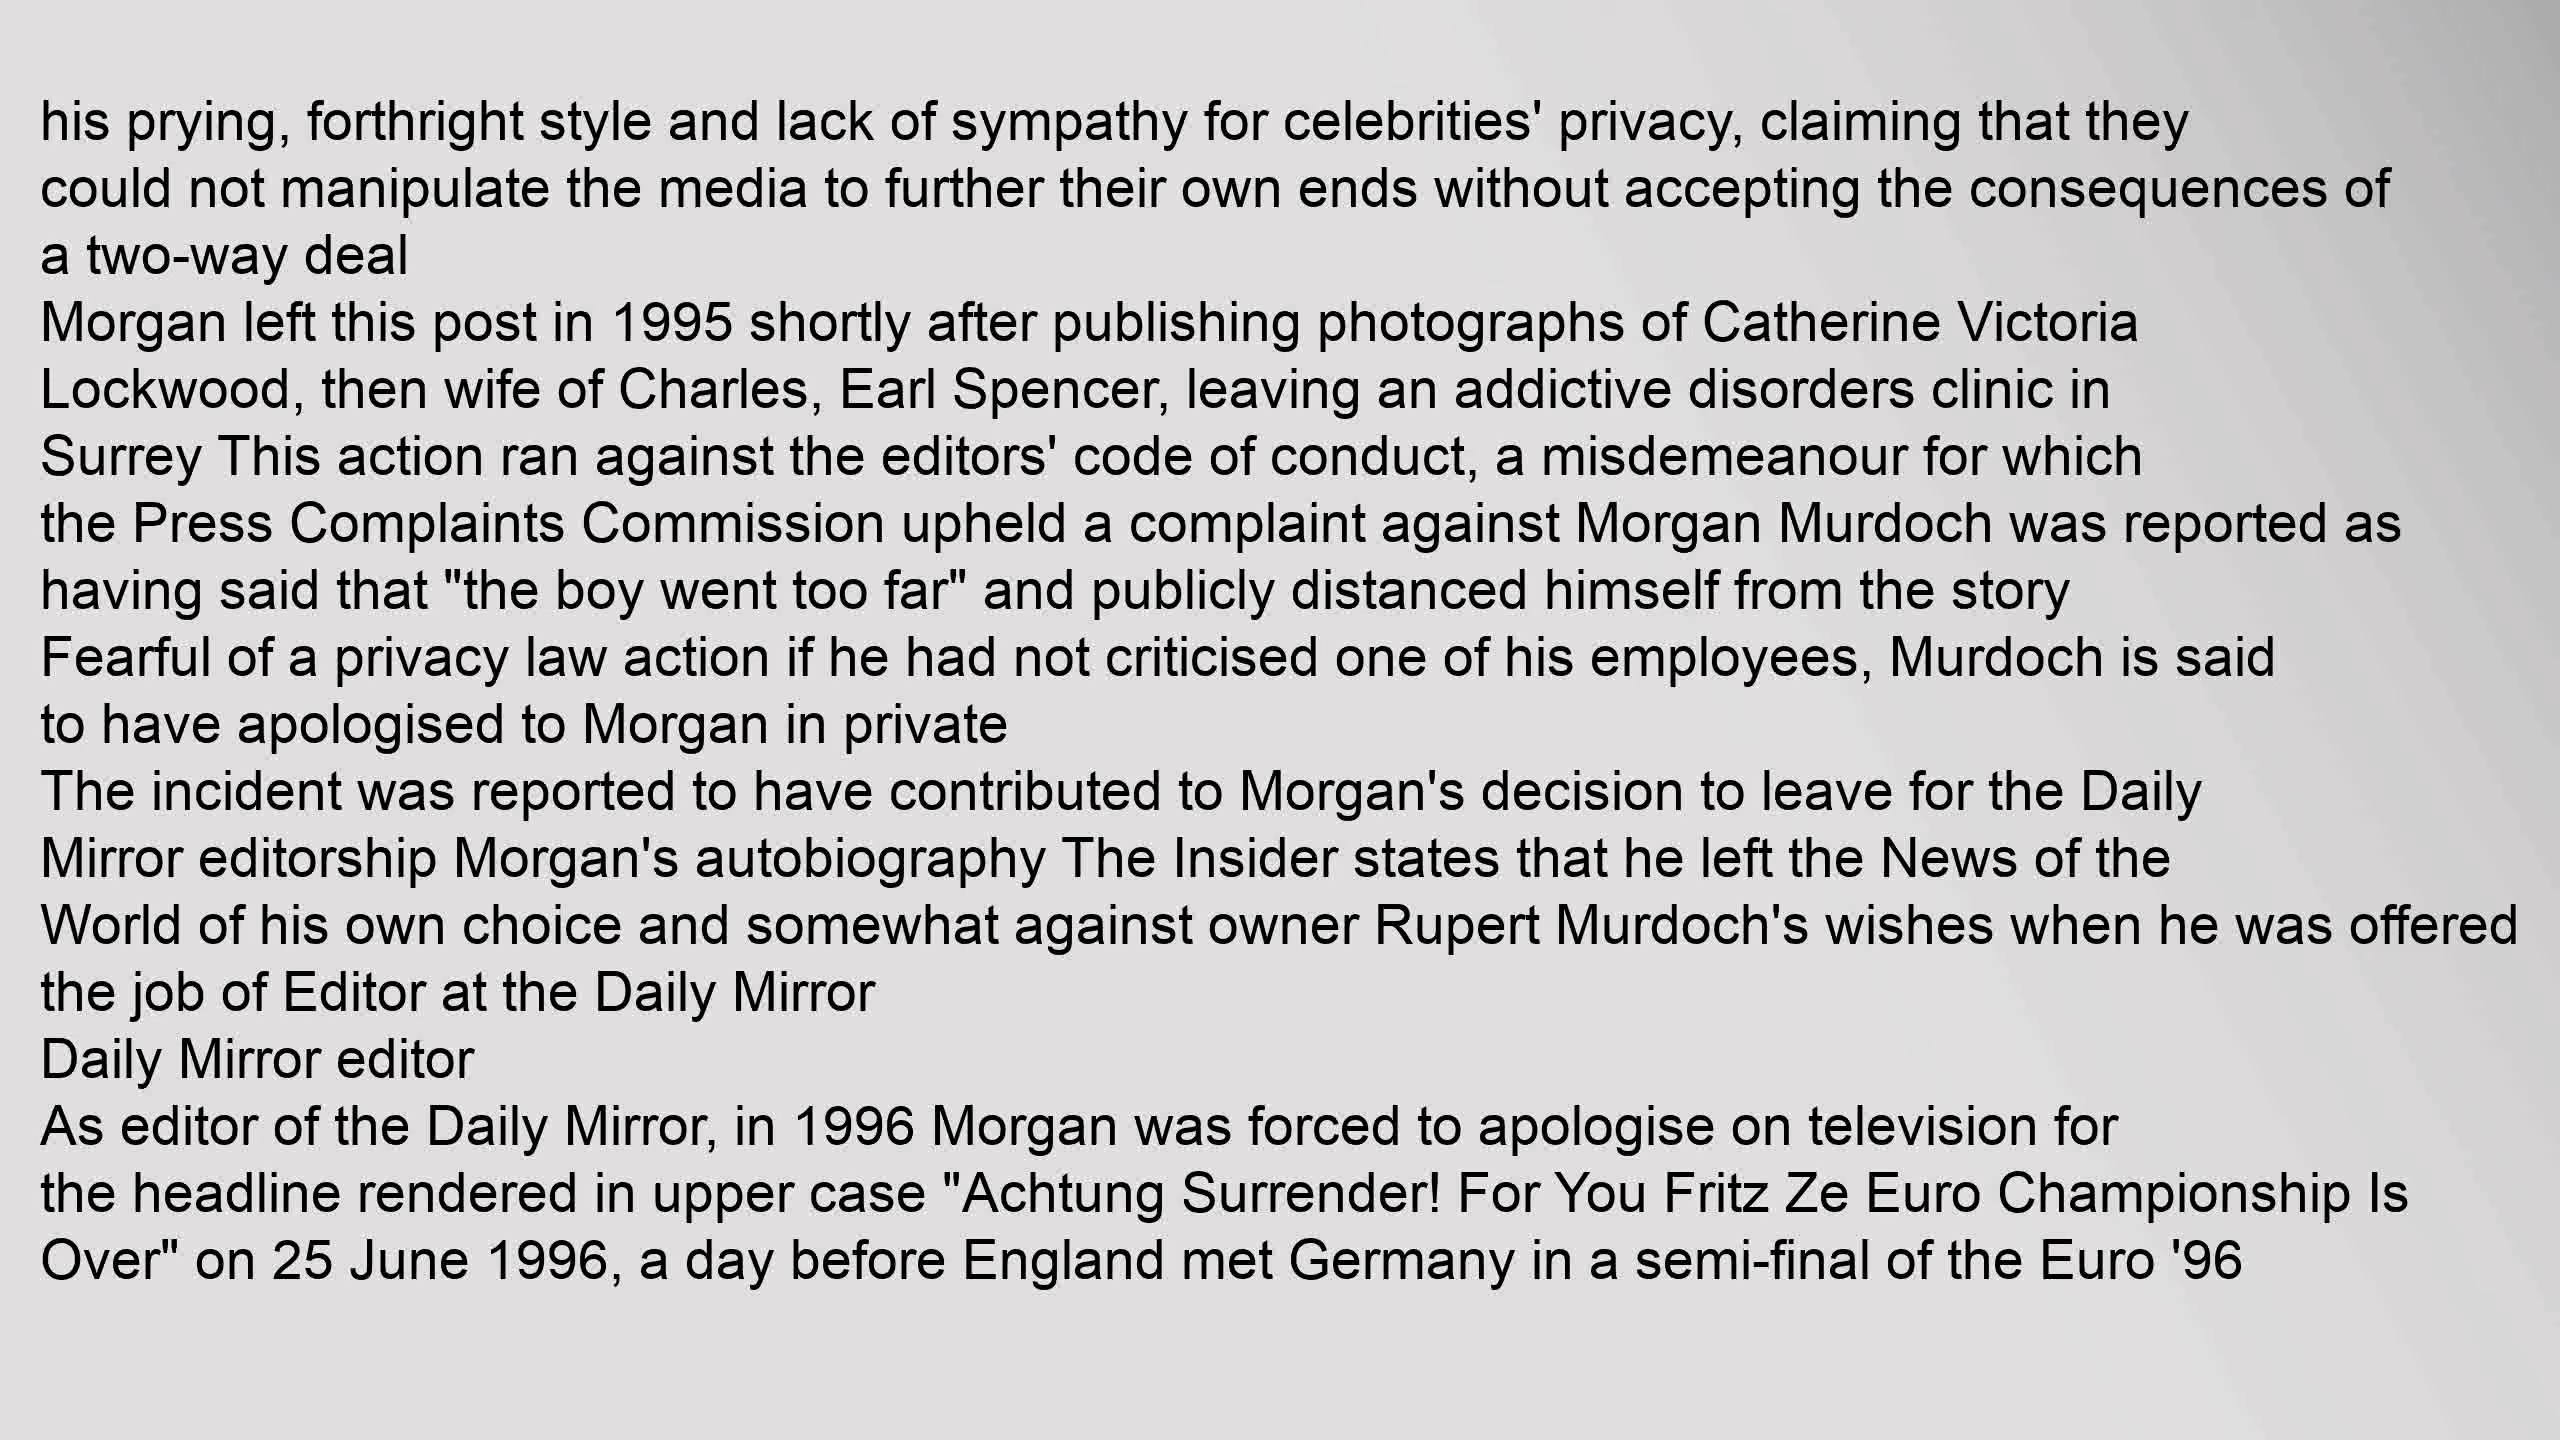 his prying, forthright style and lack of sympathy for celebrities' privacy, claiming that they
could not manipulate the media to further their own ends without accepting the consequences of
a two-way deal
Morgan left this post in 1995 shortly after publishing photographs of Catherine Victoria
Lockwood, then wife of Charles, Earl Spencer, leaving an addictive disorders clinic in
Surrey This action ran against the editors' code of conduct, a misdemeanour for which
the Press Complaints Commission upheld a complaint against Morgan Murdoch was reported as
having said that "the boy went too far" and publicly distanced himself from the story
Fearful of a privacy law action if he had not criticised one of his employees, Murdoch is said
to have apologised to Morgan in private
The incident was reported to have contributed to Morgan's decision to leave for the Daily
Mirror editorship Morgan's autobiography The Insider states that he left the News of the
World of his own choice and somewhat against owner Rupert Murdoch's wishes when he was offered
the job of Editor at the Daily Mirror
Daily Mirror editor
As editor of the Daily Mirror, in 1996 Morgan was forced to apologise on television for
the headline rendered in upper case "Achtung Surrender! For You Fritz Ze Euro Championship Is
Over" on 25 June 1996, a day before England met Germany in a semi-final of the Euro '96